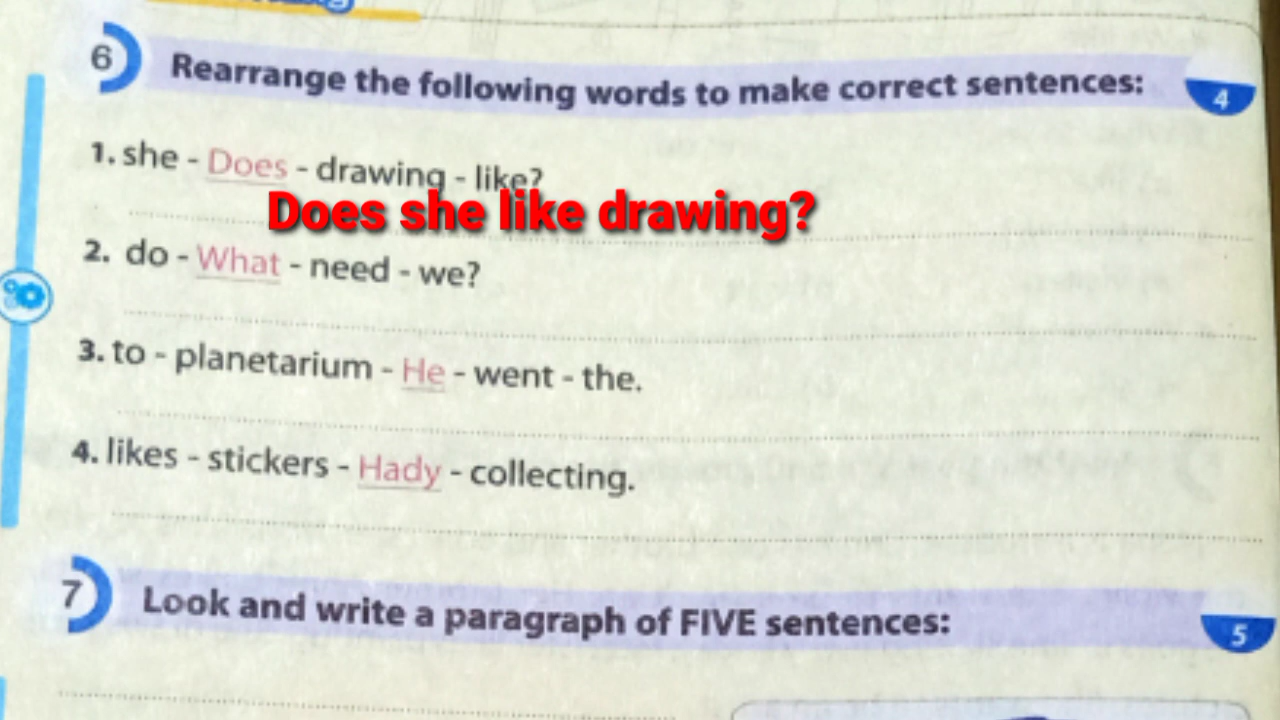 6 Rearrange the following words to make correct sentences: 4
1. she - Does - drawing - like?
Does she like drawing?
2. do - What - need - we?
3. to - planetarium - He - went - the.
4. likes - stickers - Hady - collecting.
7 Look and write a paragraph of FIVE sentences: 5